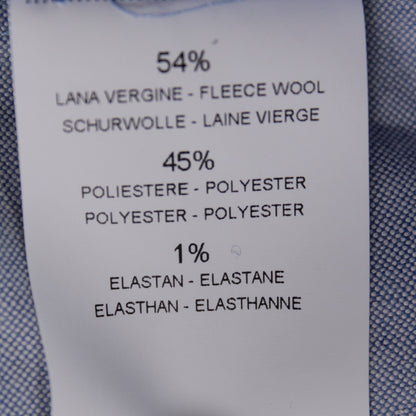 54%
LANA VERGINE - FLEECE WOOL
SCHURWOLLE - LAINE VIERGE
45%
POLIESTERE - POLYESTER
POLYESTER - POLYESTER
1%
ELASTAN - ELASTANE
ELASTHAN - ELASTHANNE